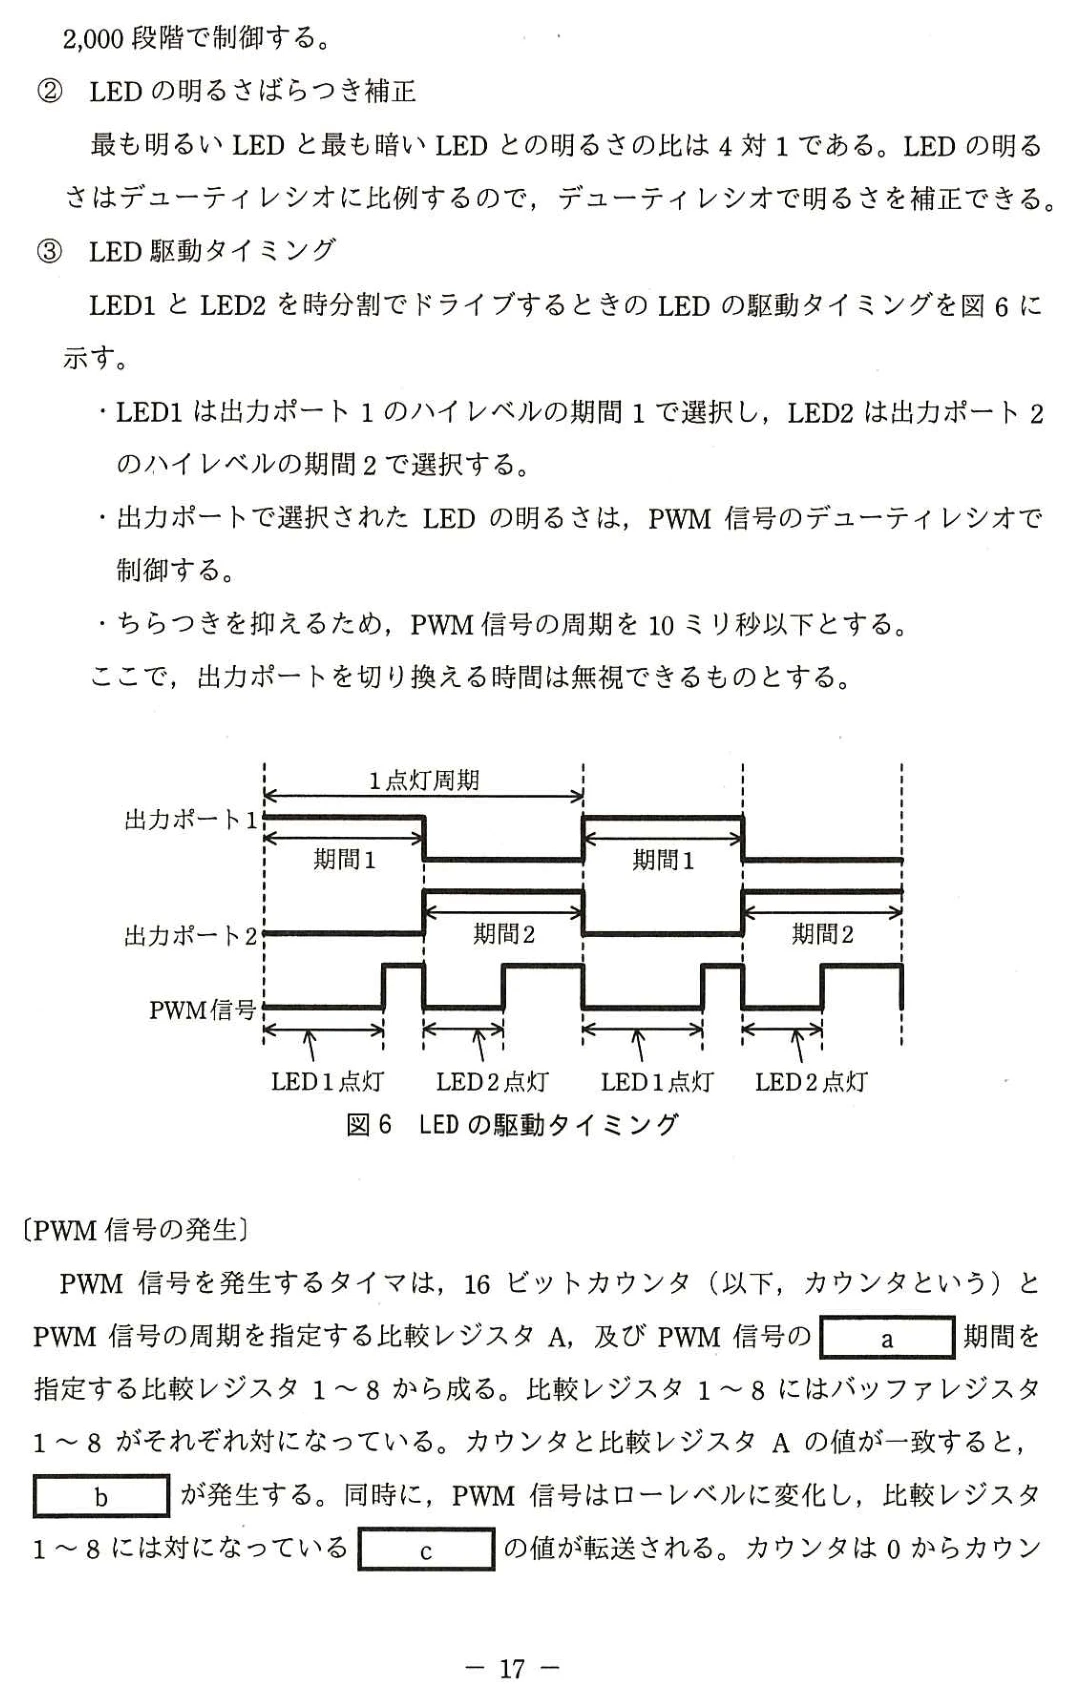 2,000 段階で制御する。
② LED の明るさばらつき補正
最も明るい LED と最も暗い LED との明るさの比は 4 対 1 である。LED の明る
さはデューティレシオに比例するので，デューティレシオで明るさを補正できる。
③ LED 駆動タイミング
LED1 と LED2 を時分割でドライブするときの LED の駆動タイミングを図 6 に
示す。
・LED1 は出力ポート 1 のハイレベルの期間 1 で選択し，LED2 は出力ポート 2
のハイレベルの期間 2 で選択する。
・出力ポートで選択された LED の明るさは，PWM 信号のデューティレシオで
制御する。
・ちらつきを抑えるため，PWM 信号の周期を 10 ミリ秒以下とする。
ここで，出力ポートを切り換える時間は無視できるものとする。
1点灯周期
出力ポート1
期間1 期間1
出力ポート2
期間2 期間2
PWM信号
LED1点灯 LED2点灯 LED1点灯 LED2点灯
図 6 LED の駆動タイミング
〔PWM 信号の発生〕
PWM 信号を発生するタイマは，16 ビットカウンタ（以下，カウンタという）と
PWM 信号の周期を指定する比較レジスタ A，及び PWM 信号の a 期間を
指定する比較レジスタ 1～8 から成る。比較レジスタ 1～8 にはバッファレジスタ
1～8 がそれぞれ対になっている。カウンタと比較レジスタ A の値が一致すると，
b が発生する。同時に，PWM 信号はローレベルに変化し，比較レジスタ
1～8 には対になっている c の値が転送される。カウンタは 0 からカウン
－ 17 －